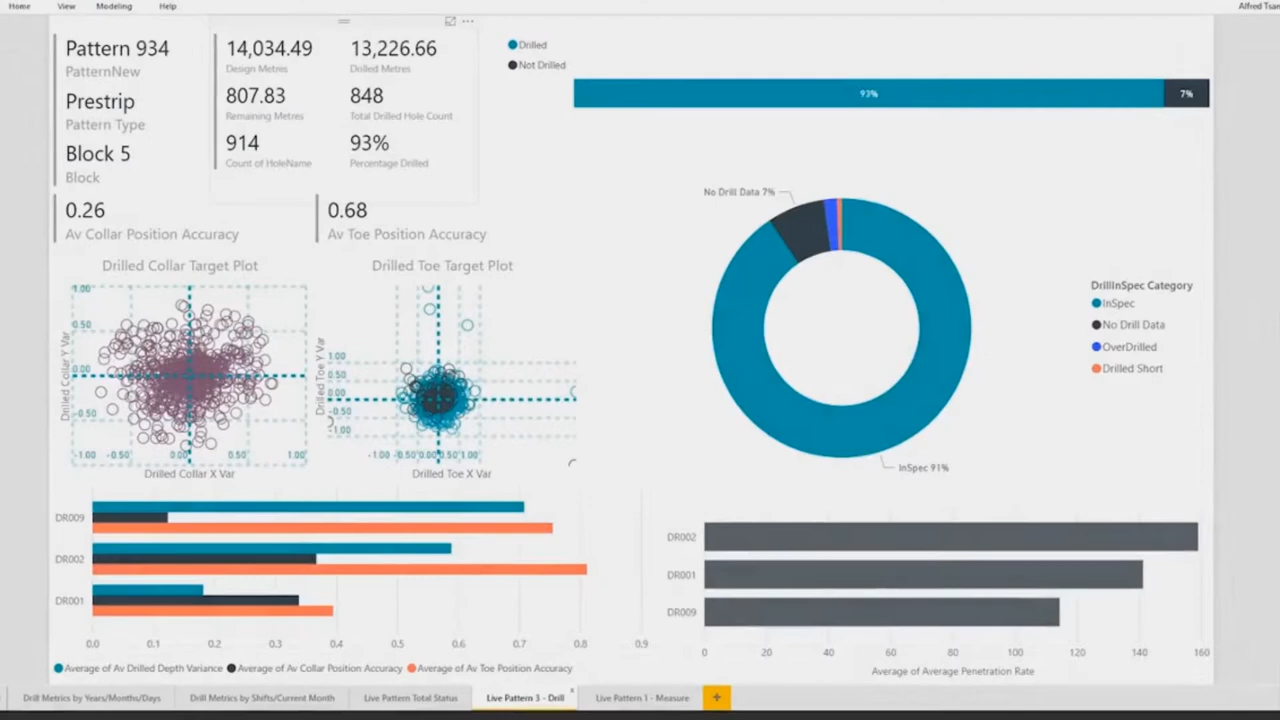 Home View Modeling Help Alfred Tsan
Pattern 934
PatternNew
Prestrip
Pattern Type
Block 5
Block
14,034.49 13,226.66
Design Metres Drilled Metres
807.83 848
Remaining Metres Total Drilled Hole Count
914 93%
Count of HoleName Percentage Drilled
Drilled
Not Drilled
93% 7%
0.26 0.68
Av Collar Position Accuracy Av Toe Position Accuracy
Drilled Collar Target Plot
Drilled Collar Y Var
1.00
0.50
0.00
0.50
-1.00 -0.50 0.00 0.50 1.00
Drilled Collar X Var
Drilled Toe Target Plot
Drilled Toe Y Var
1.00
0.50
0.00
-0.50
-1.00
-1.00 -0.50 0.00 0.50 1.00
Drilled Toe X Var
No Drill Data 7%
InSpec 91%
DrillInSpec Category
InSpec
No Drill Data
OverDrilled
Drilled Short
DR009
DR002
DR001
0.0 0.1 0.2 0.3 0.4 0.5 0.6 0.7 0.8 0.9
Average of Av Drilled Depth Variance Average of Av Collar Position Accuracy Average of Av Toe Position Accuracy
DR002
DR001
DR009
0 20 40 60 80 100 120 140 160
Average of Average Penetration Rate
Drill Metrics by Years/Months/Days Drill Metrics by Shifts/Current Month Live Pattern Total Status Live Pattern 3 - Drill x Live Pattern 1 - Measure +